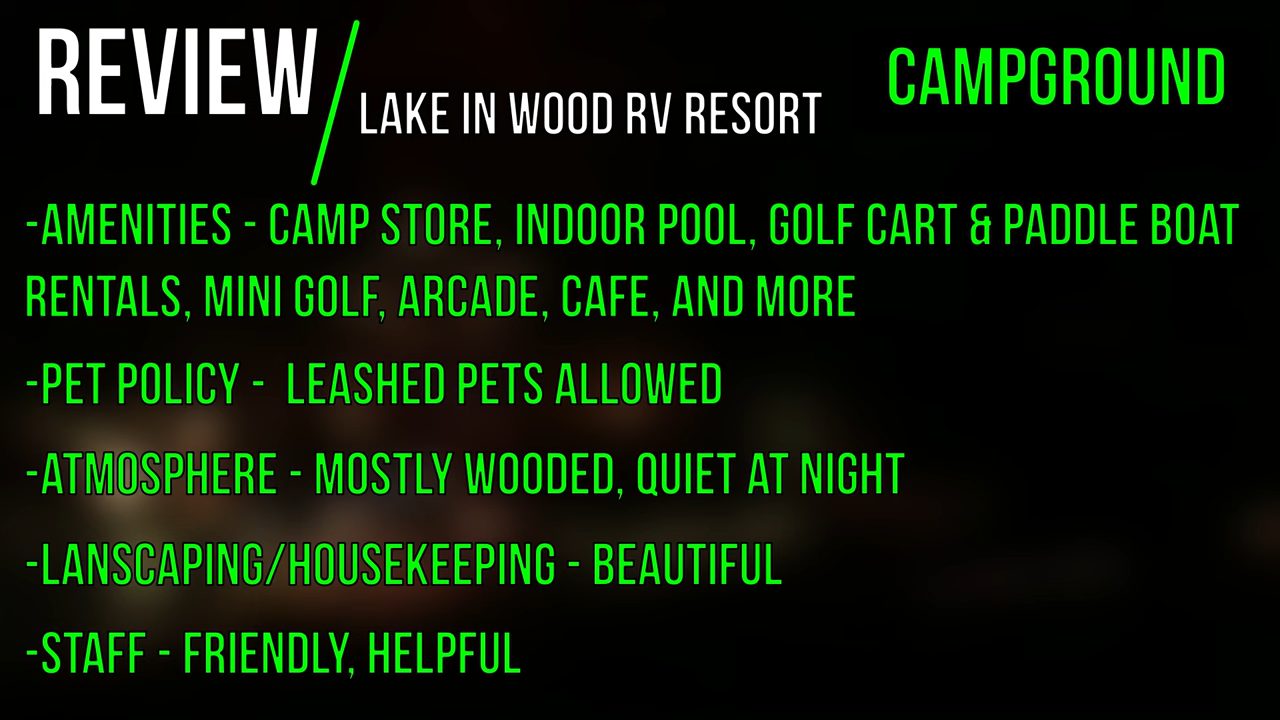 REVIEW
LAKE IN WOOD RV RESORT
CAMPGROUND
-AMENITIES - CAMP STORE, INDOOR POOL, GOLF CART & PADDLE BOAT
RENTALS, MINI GOLF, ARCADE, CAFE, AND MORE
-PET POLICY - LEASHED PETS ALLOWED
-ATMOSPHERE - MOSTLY WOODED, QUIET AT NIGHT
-LANSCAPING/HOUSEKEEPING - BEAUTIFUL
-STAFF - FRIENDLY, HELPFUL